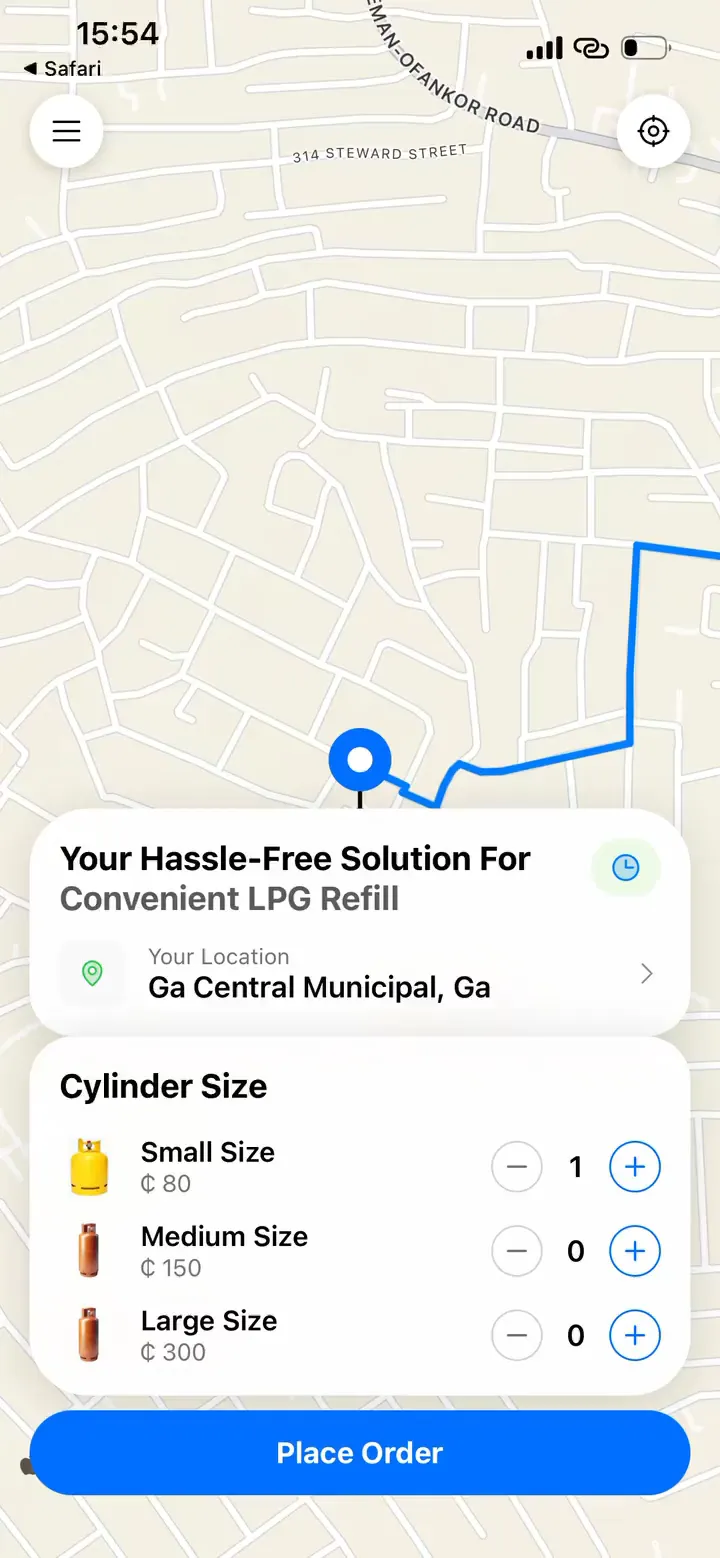 15:54
◀ Safari
EMAN-OFANKOR ROAD
314 STEWARD STREET
Your Hassle-Free Solution For
Convenient LPG Refill
Your Location
Ga Central Municipal, Ga
Cylinder Size
Small Size
₵ 80
1
Medium Size
₵ 150
0
Large Size
₵ 300
0
Place Order